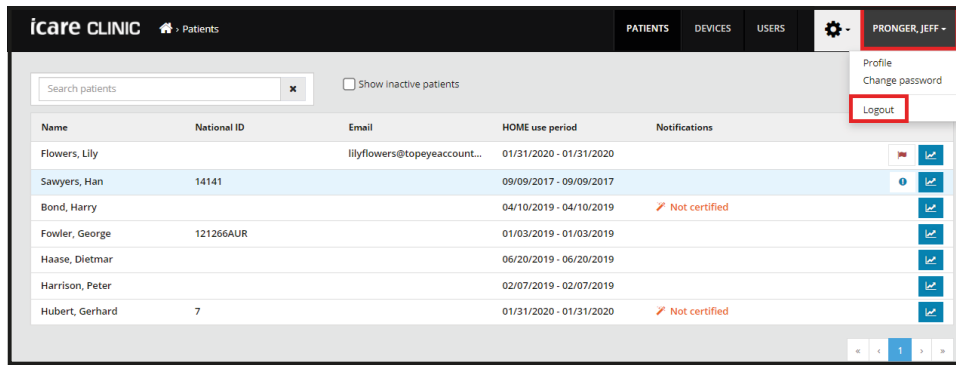 icare CLINIC > Patients PATIENTS DEVICES USERS PRONGER, JEFF
Profile
Change password
Logout
Search patients Show inactive patients
Name National ID Email HOME use period Notifications
Flowers, Lily lilyflowers@topeyeaccount... 01/31/2020 - 01/31/2020
Sawyers, Han 14141 09/09/2017 - 09/09/2017
Bond, Harry 04/10/2019 - 04/10/2019 Not certified
Fowler, George 121266AUR 01/03/2019 - 01/03/2019
Haase, Dietmar 06/20/2019 - 06/20/2019
Harrison, Peter 02/07/2019 - 02/07/2019
Hubert, Gerhard 7 01/31/2020 - 01/31/2020 Not certified
« ‹ 1 › »